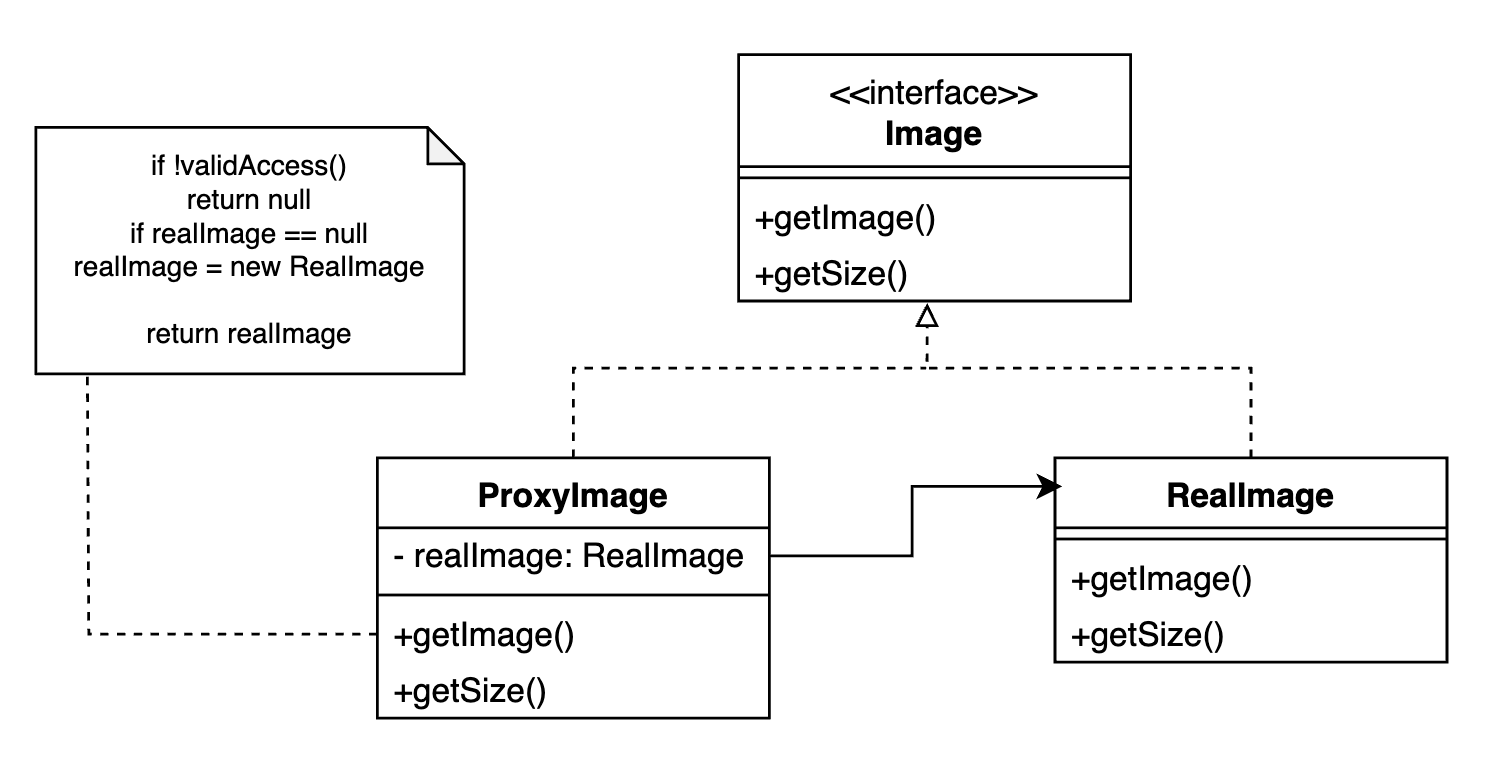 <<interface>>
Image
+getImage()
+getSize()
if !validAccess()
return null
if realImage == null
realImage = new RealImage
return realImage
ProxyImage
- realImage: RealImage
+getImage()
+getSize()
RealImage
+getImage()
+getSize()